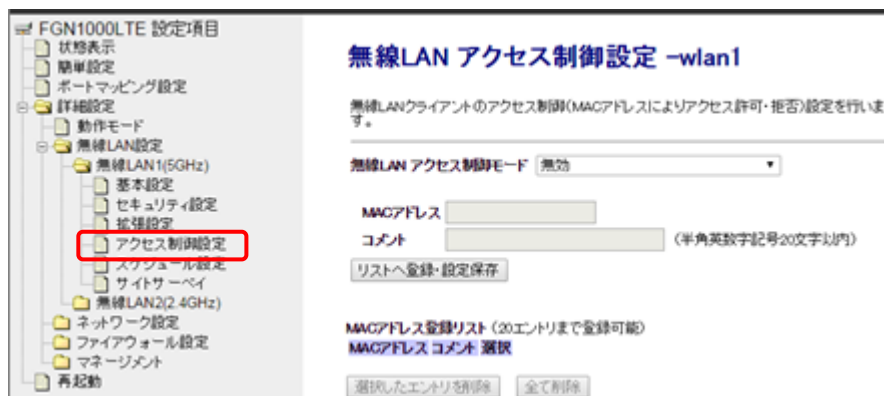 FGN1000LTE 設定項目
状態表示
簡単設定
ポートマッピング設定
詳細設定
動作モード
無線LAN設定
無線LAN1(5GHz)
基本設定
セキュリティ設定
拡張設定
アクセス制御設定
スケジュール設定
サイトサーベイ
無線LAN2(2.4GHz)
ネットワーク設定
ファイアウォール設定
マネージメント
再起動
無線LAN アクセス制御設定 -wlan1
無線LANクライアントのアクセス制御(MACアドレスによりアクセス許可・拒否)設定を行いま
す。
無線LAN アクセス制御モード 無効
MACアドレス
コメント (半角英数字記号20文字以内)
リストへ登録・設定保存
MACアドレス登録リスト (20エントリまで登録可能)
MACアドレス コメント 選択
選択したエントリを削除 全て削除